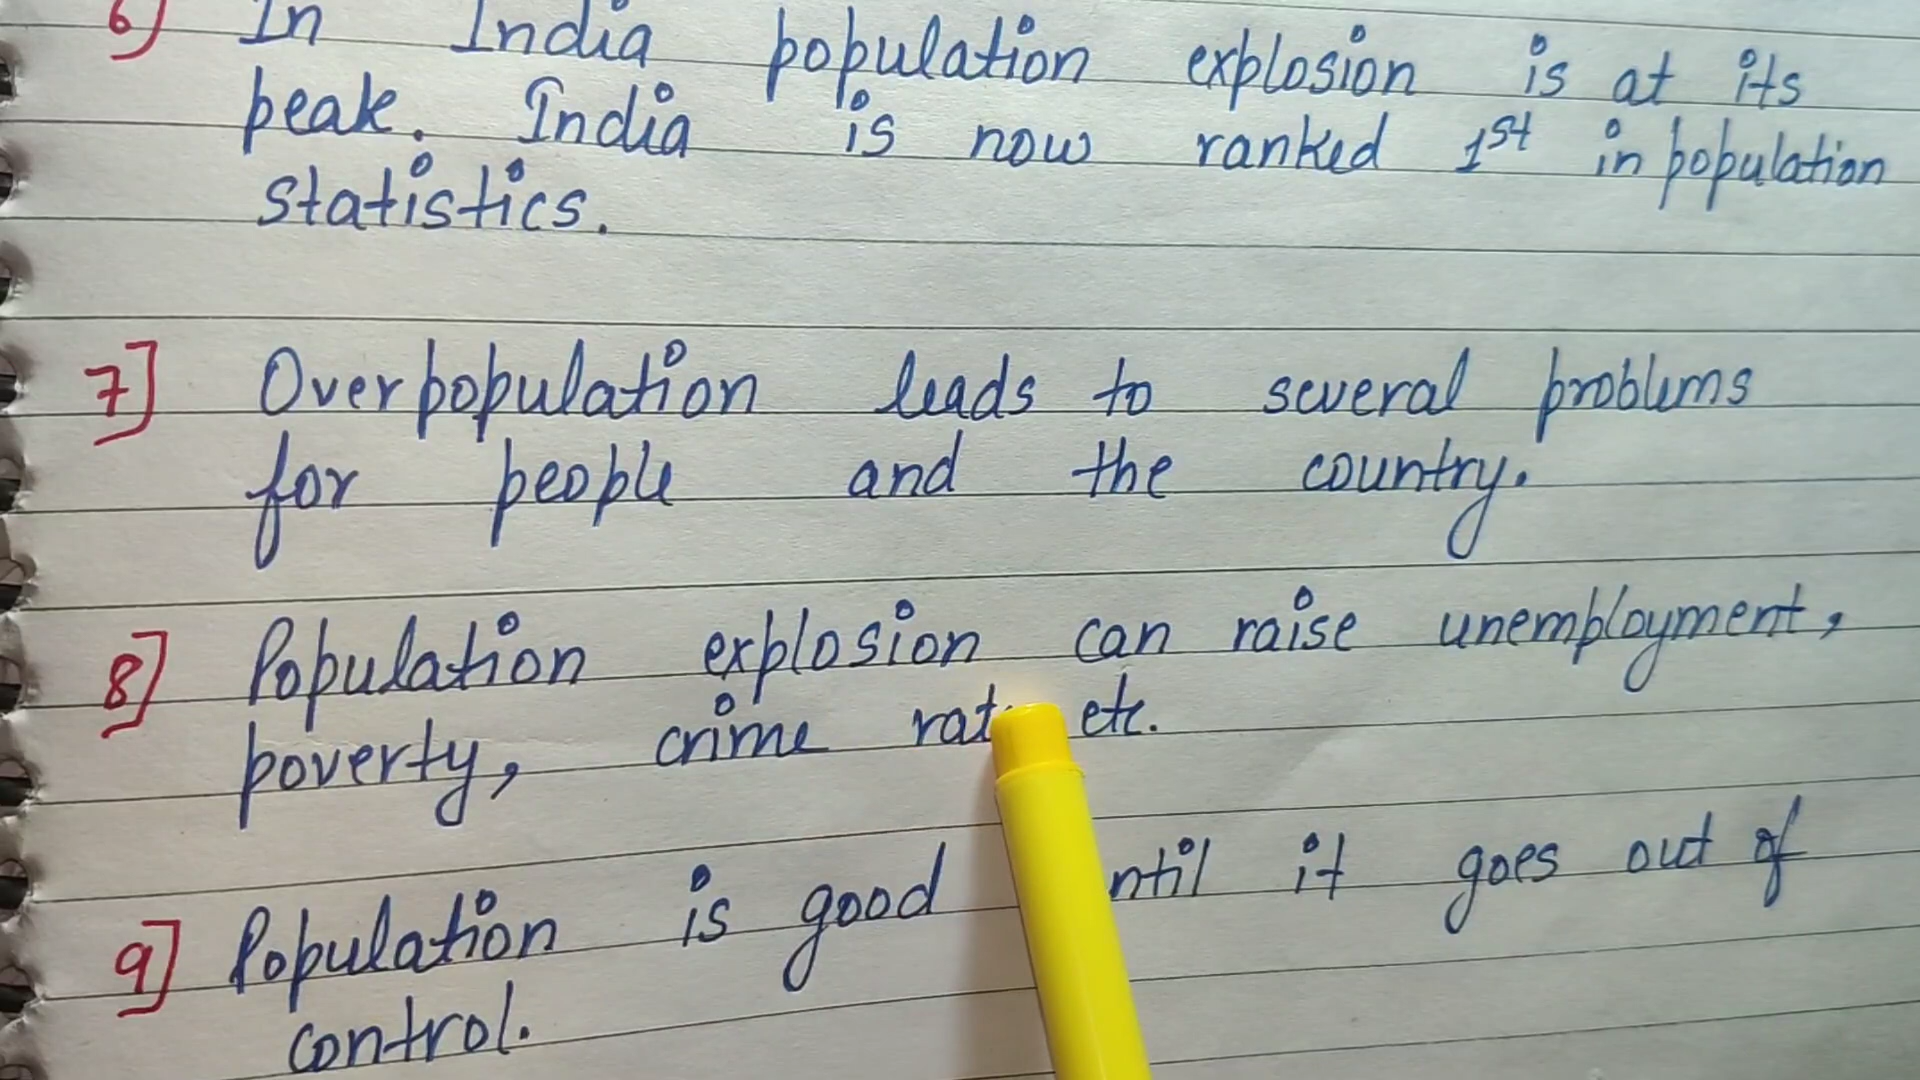 6] In India population explosion is at its
peak. India is now ranked 1st in population
statistics.
7] Overpopulation leads to several problems
for people and the country.
8] Population explosion can raise unemployment,
poverty, crime rat etc.
9] Population is good ntil it goes out of
control.